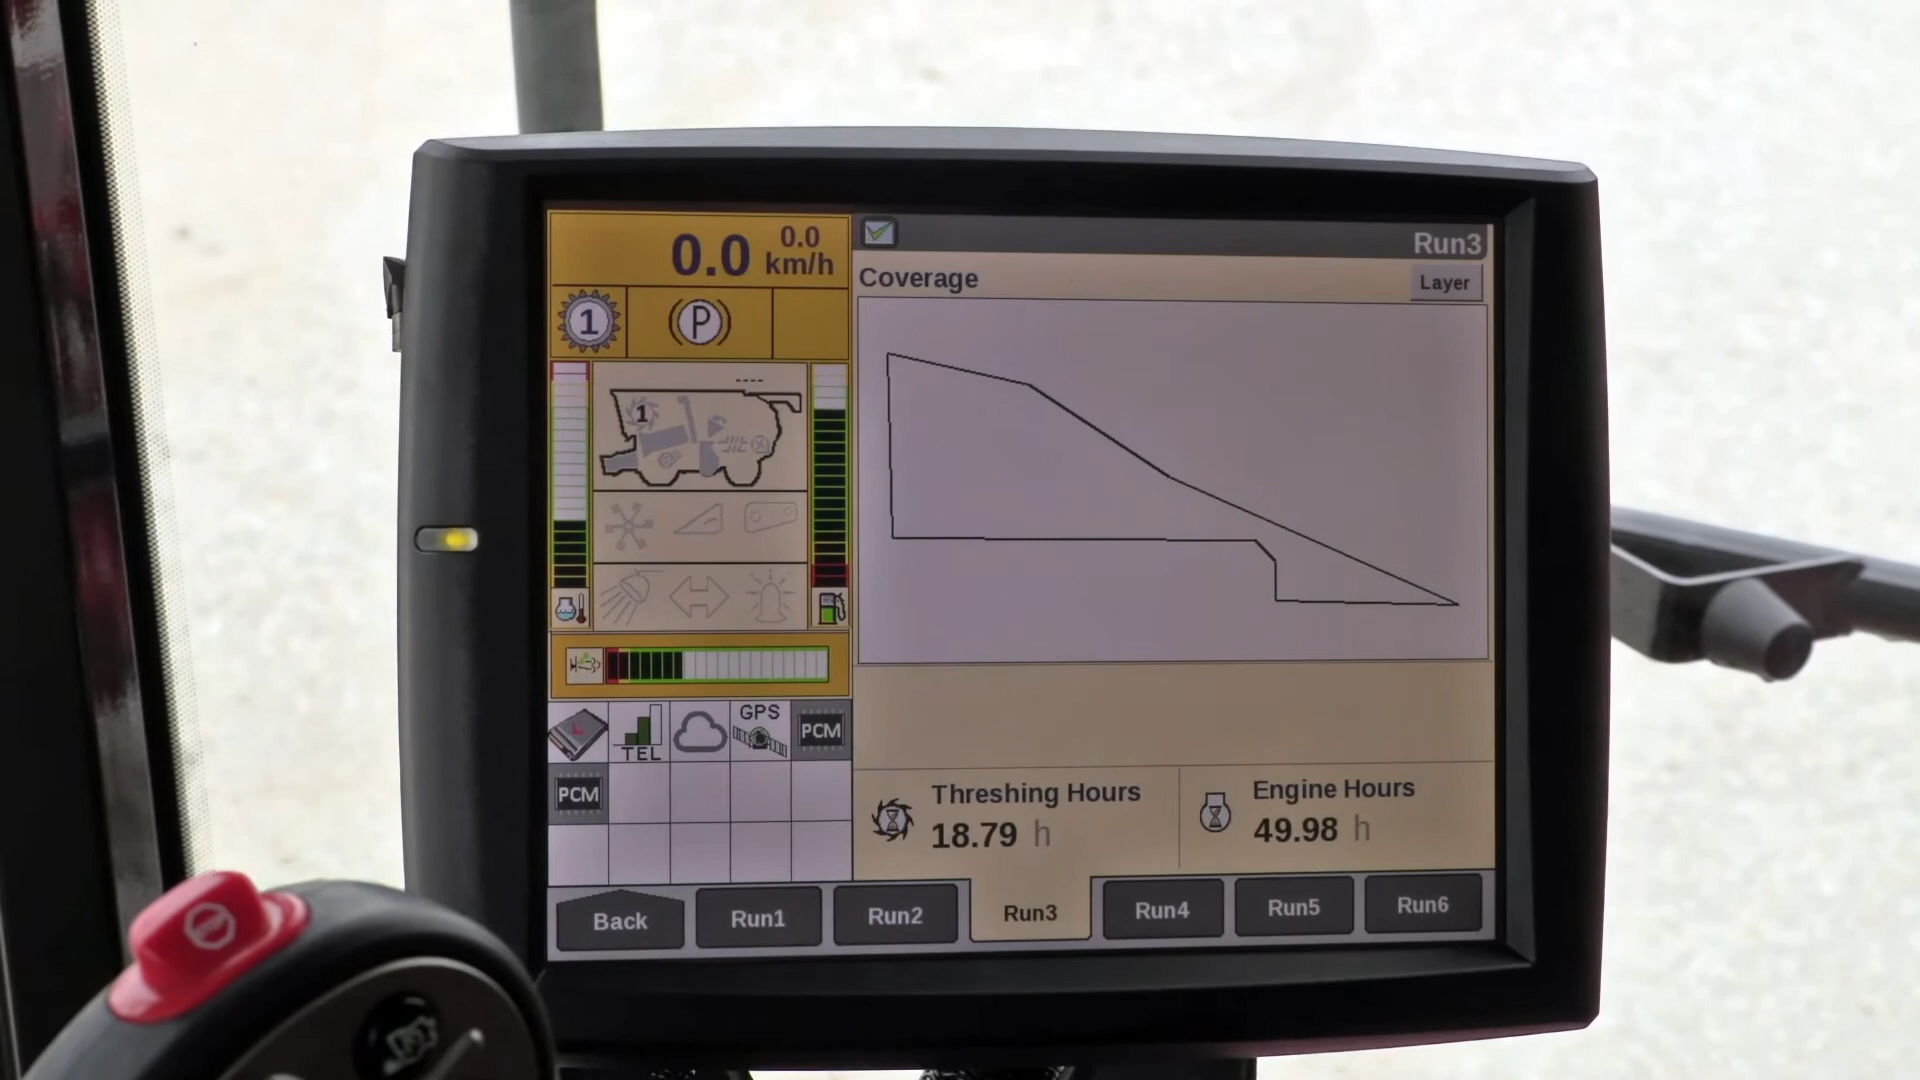 0.0 0.0
km/h
Run3
Coverage
Layer
1
P
1
GPS
TEL
PCM
PCM
Threshing Hours
18.79 h
Engine Hours
49.98 h
Back
Run1
Run2
Run3
Run4
Run5
Run6